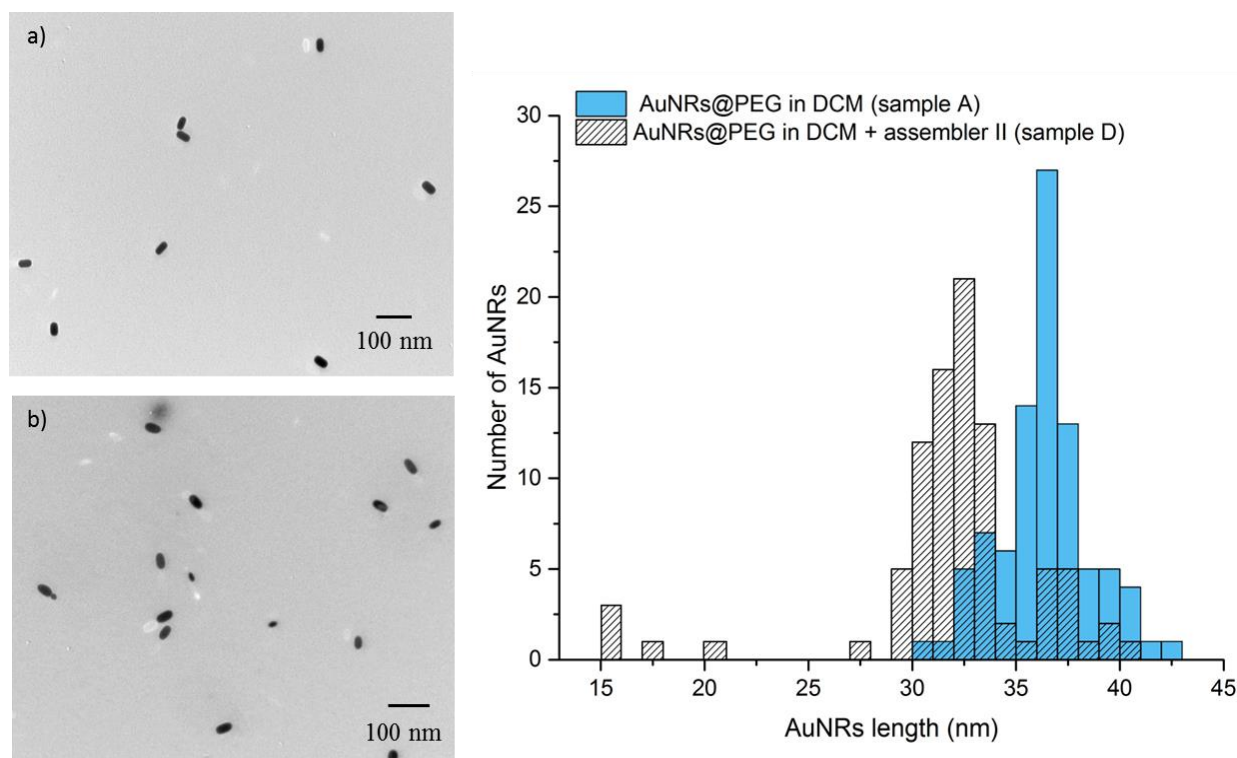 a)
100 nm
b)
100 nm
AuNRs@PEG in DCM (sample A)
AuNRs@PEG in DCM + assembler II (sample D)
Number of AuNRs
30
25
20
15
10
5
0
15 20 25 30 35 40 45
AuNRs length (nm)